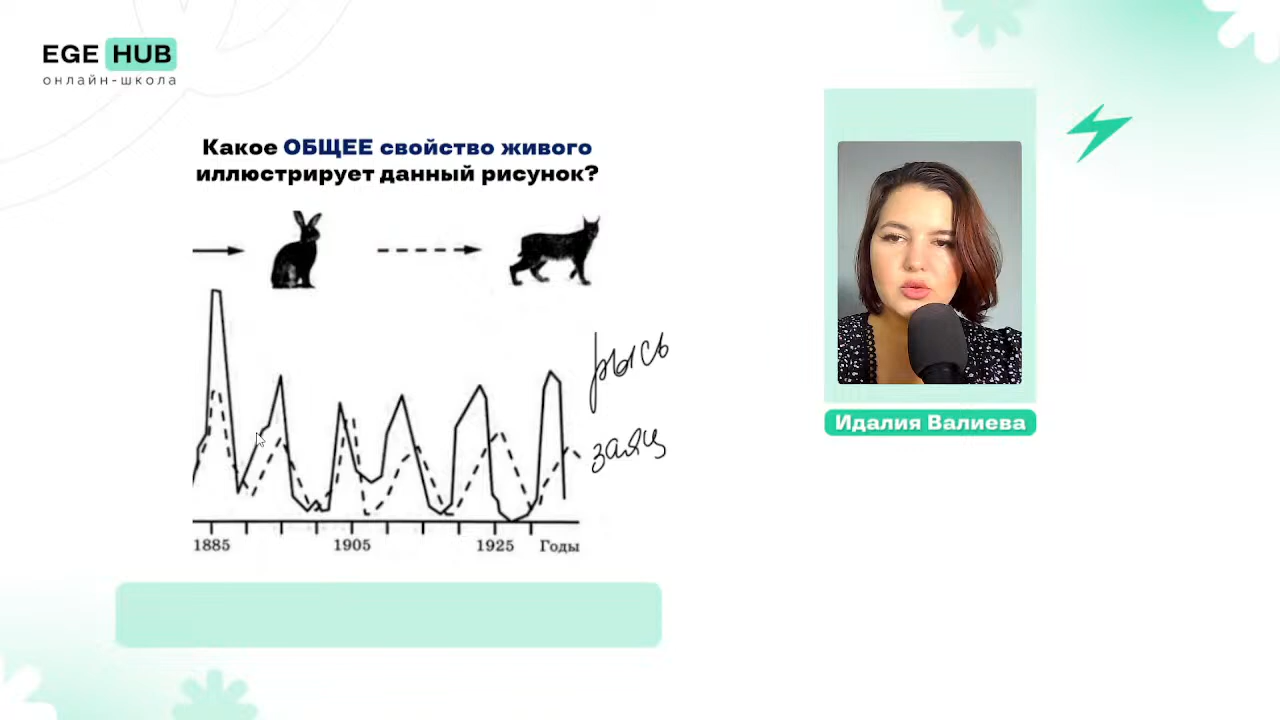 EGE HUB
онлайн-школа
Какое ОБЩЕЕ свойство живого
иллюстрирует данный рисунок?
рысь
заяц
1885 1905 1925 Годы
Идалия Валиева